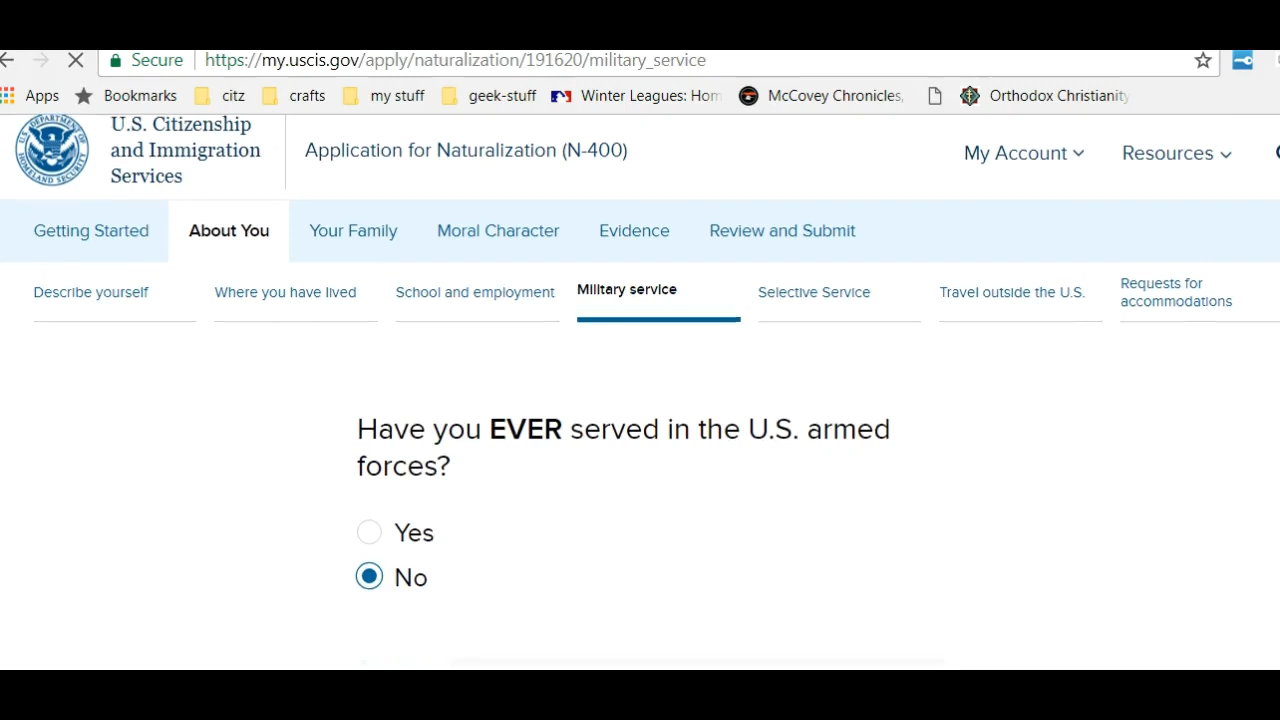 Secure https://my.uscis.gov/apply/naturalization/191620/military_service
Apps Bookmarks citz crafts my stuff geek-stuff Winter Leagues: Hom McCovey Chronicles, Orthodox Christianity
U.S. Citizenship
and Immigration
Services
Application for Naturalization (N-400)
My Account Resources
Getting Started About You Your Family Moral Character Evidence Review and Submit
Describe yourself Where you have lived School and employment Military service Selective Service Travel outside the U.S. Requests for
accommodations
Have you EVER served in the U.S. armed
forces?
Yes
No